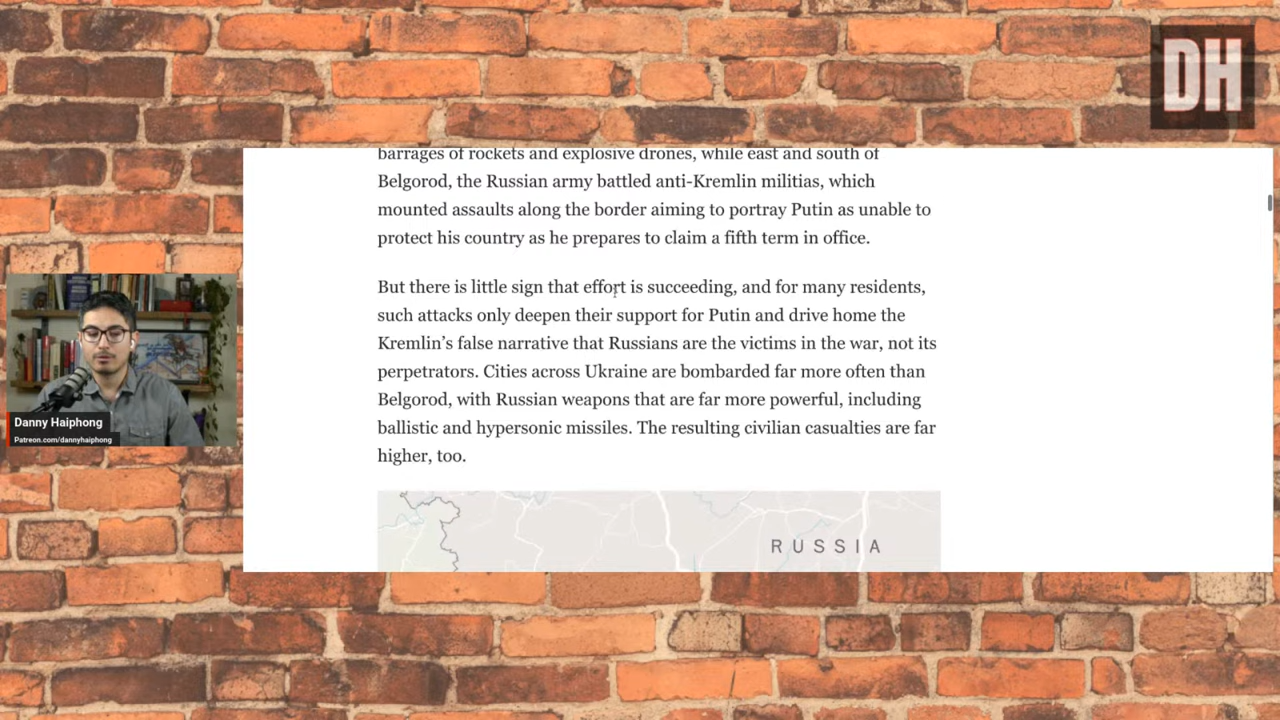 DH
barrages of rockets and explosive drones, while east and south of
Belgorod, the Russian army battled anti-Kremlin militias, which
mounted assaults along the border aiming to portray Putin as unable to
protect his country as he prepares to claim a fifth term in office.
But there is little sign that effort is succeeding, and for many residents,
such attacks only deepen their support for Putin and drive home the
Kremlin’s false narrative that Russians are the victims in the war, not its
perpetrators. Cities across Ukraine are bombarded far more often than
Belgorod, with Russian weapons that are far more powerful, including
ballistic and hypersonic missiles. The resulting civilian casualties are far
higher, too.
RUSSIA
Danny Haiphong
Patreon.com/dannyhaiphong